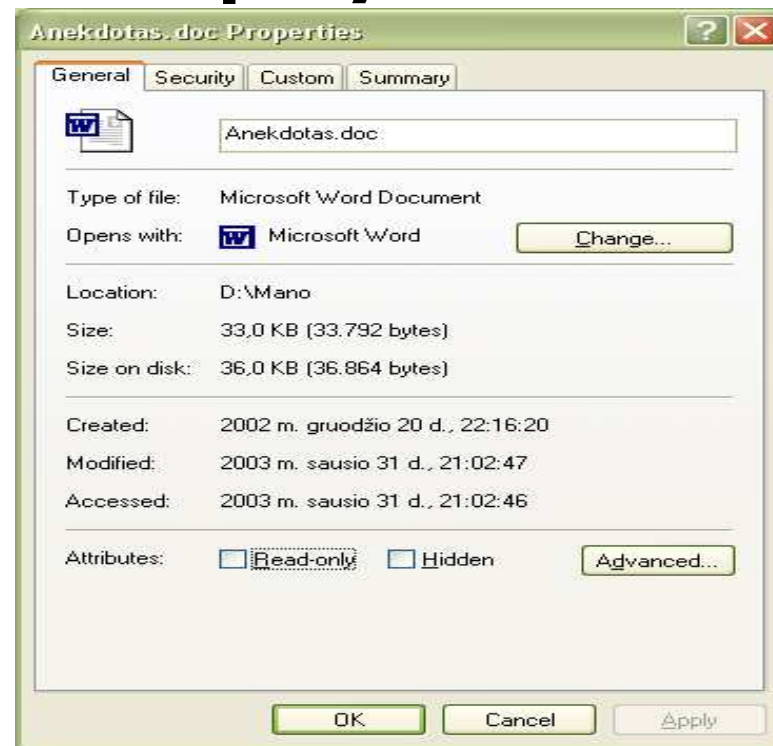 Anekdotas.doc Properties
General Security Custom Summary
Anekdotas.doc
Type of file: Microsoft Word Document
Opens with: Microsoft Word Change...
Location: D:\Mano
Size: 33,0 KB (33.792 bytes)
Size on disk: 36,0 KB (36.864 bytes)
Created: 2002 m. gruodžio 20 d., 22:16:20
Modified: 2003 m. sausio 31 d., 21:02:47
Accessed: 2003 m. sausio 31 d., 21:02:46
Attributes: Read-only Hidden Advanced...
OK Cancel Apply